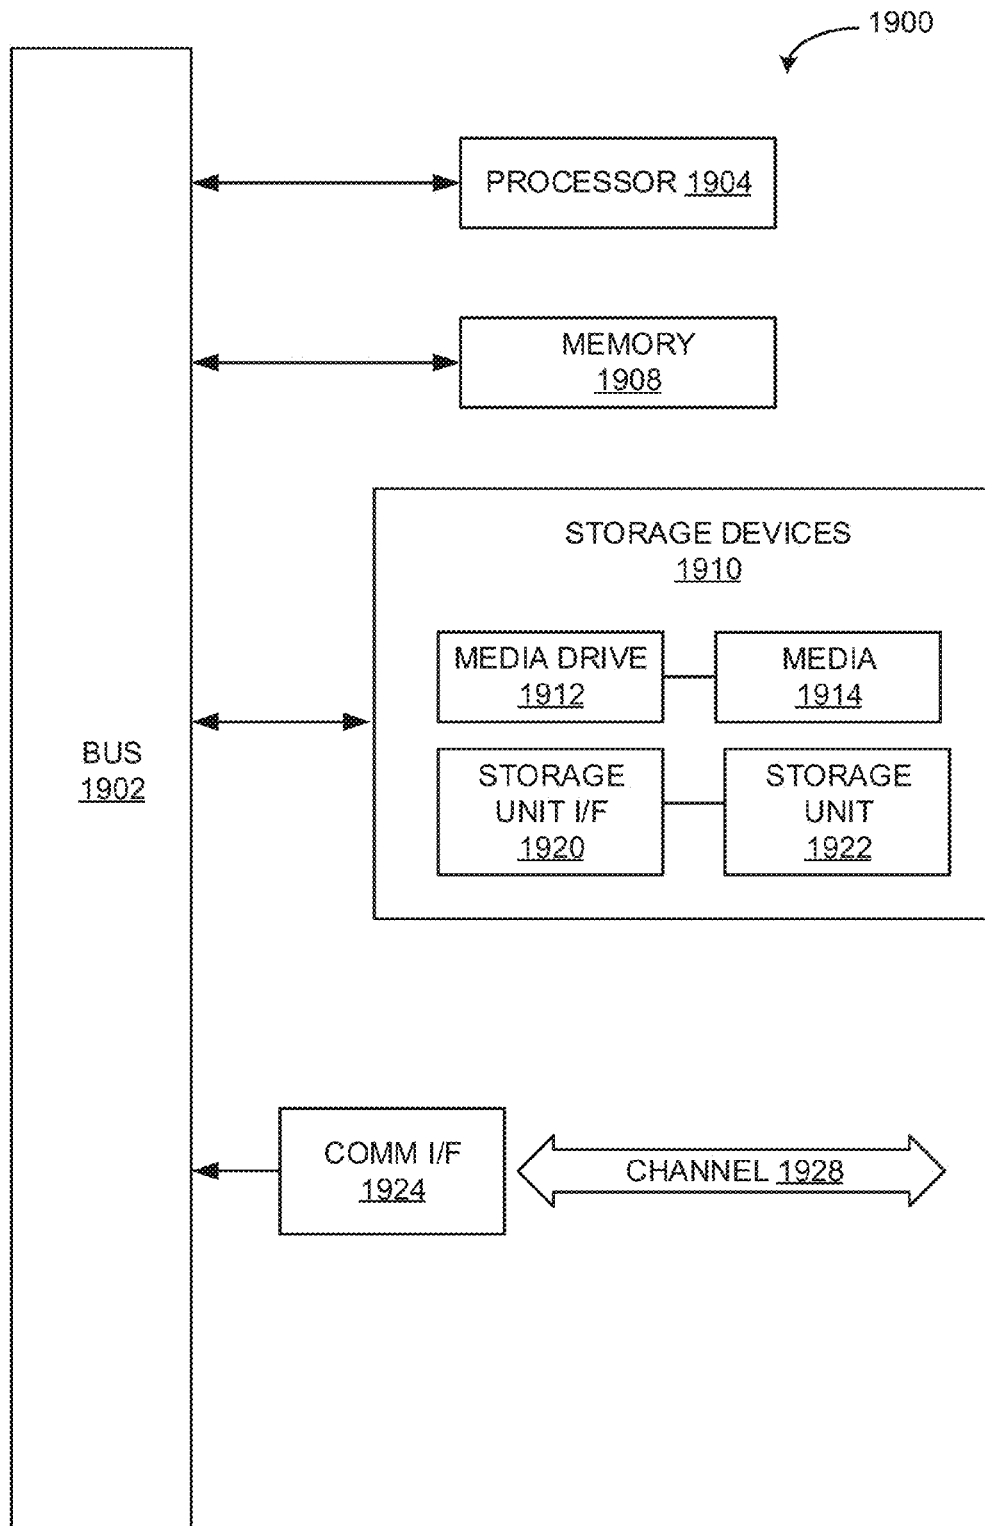 1900
PROCESSOR 1904
MEMORY
1908
STORAGE DEVICES
1910
MEDIA DRIVE
1912
MEDIA
1914
BUS
1902
STORAGE
UNIT I/F
1920
STORAGE
UNIT
1922
COMM I/F
1924
CHANNEL 1928